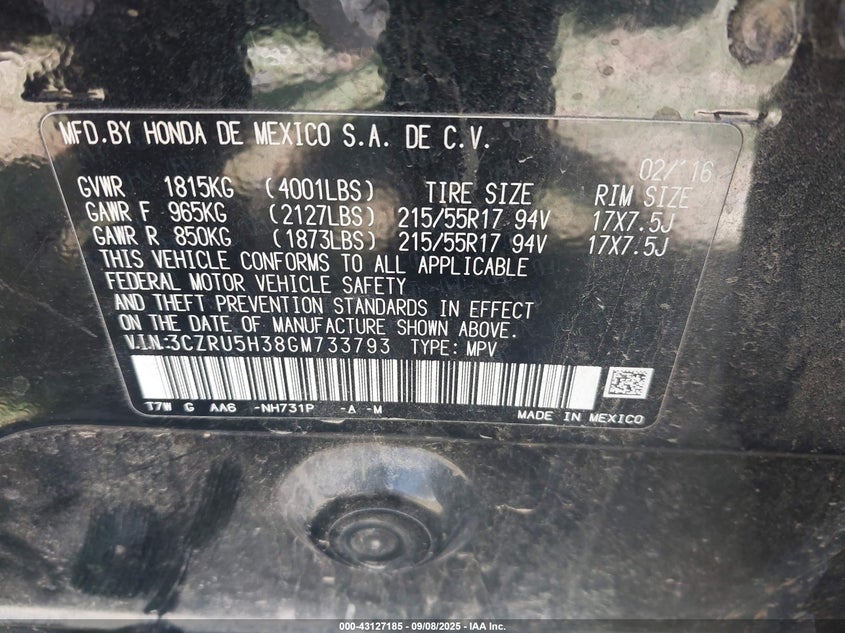 MFD.BY HONDA DE MEXICO S.A. DE C.V.
02/'16
GVWR 1815KG (4001LBS) TIRE SIZE RIM SIZE
GAWR F 965KG (2127LBS) 215/55R17 94V 17X7.5J
GAWR R 850KG (1873LBS) 215/55R17 94V 17X7.5J
THIS VEHICLE CONFORMS TO ALL APPLICABLE
FEDERAL MOTOR VEHICLE SAFETY
AND THEFT PREVENTION STANDARDS IN EFFECT
ON THE DATE OF MANUFACTURE SHOWN ABOVE.
V.I.N:3CZRU5H38GM733793 TYPE: MPV
T7W G AA6 -NH731P -A -M
MADE IN MEXICO
000-43127185 - 09/08/2025 - IAA Inc.